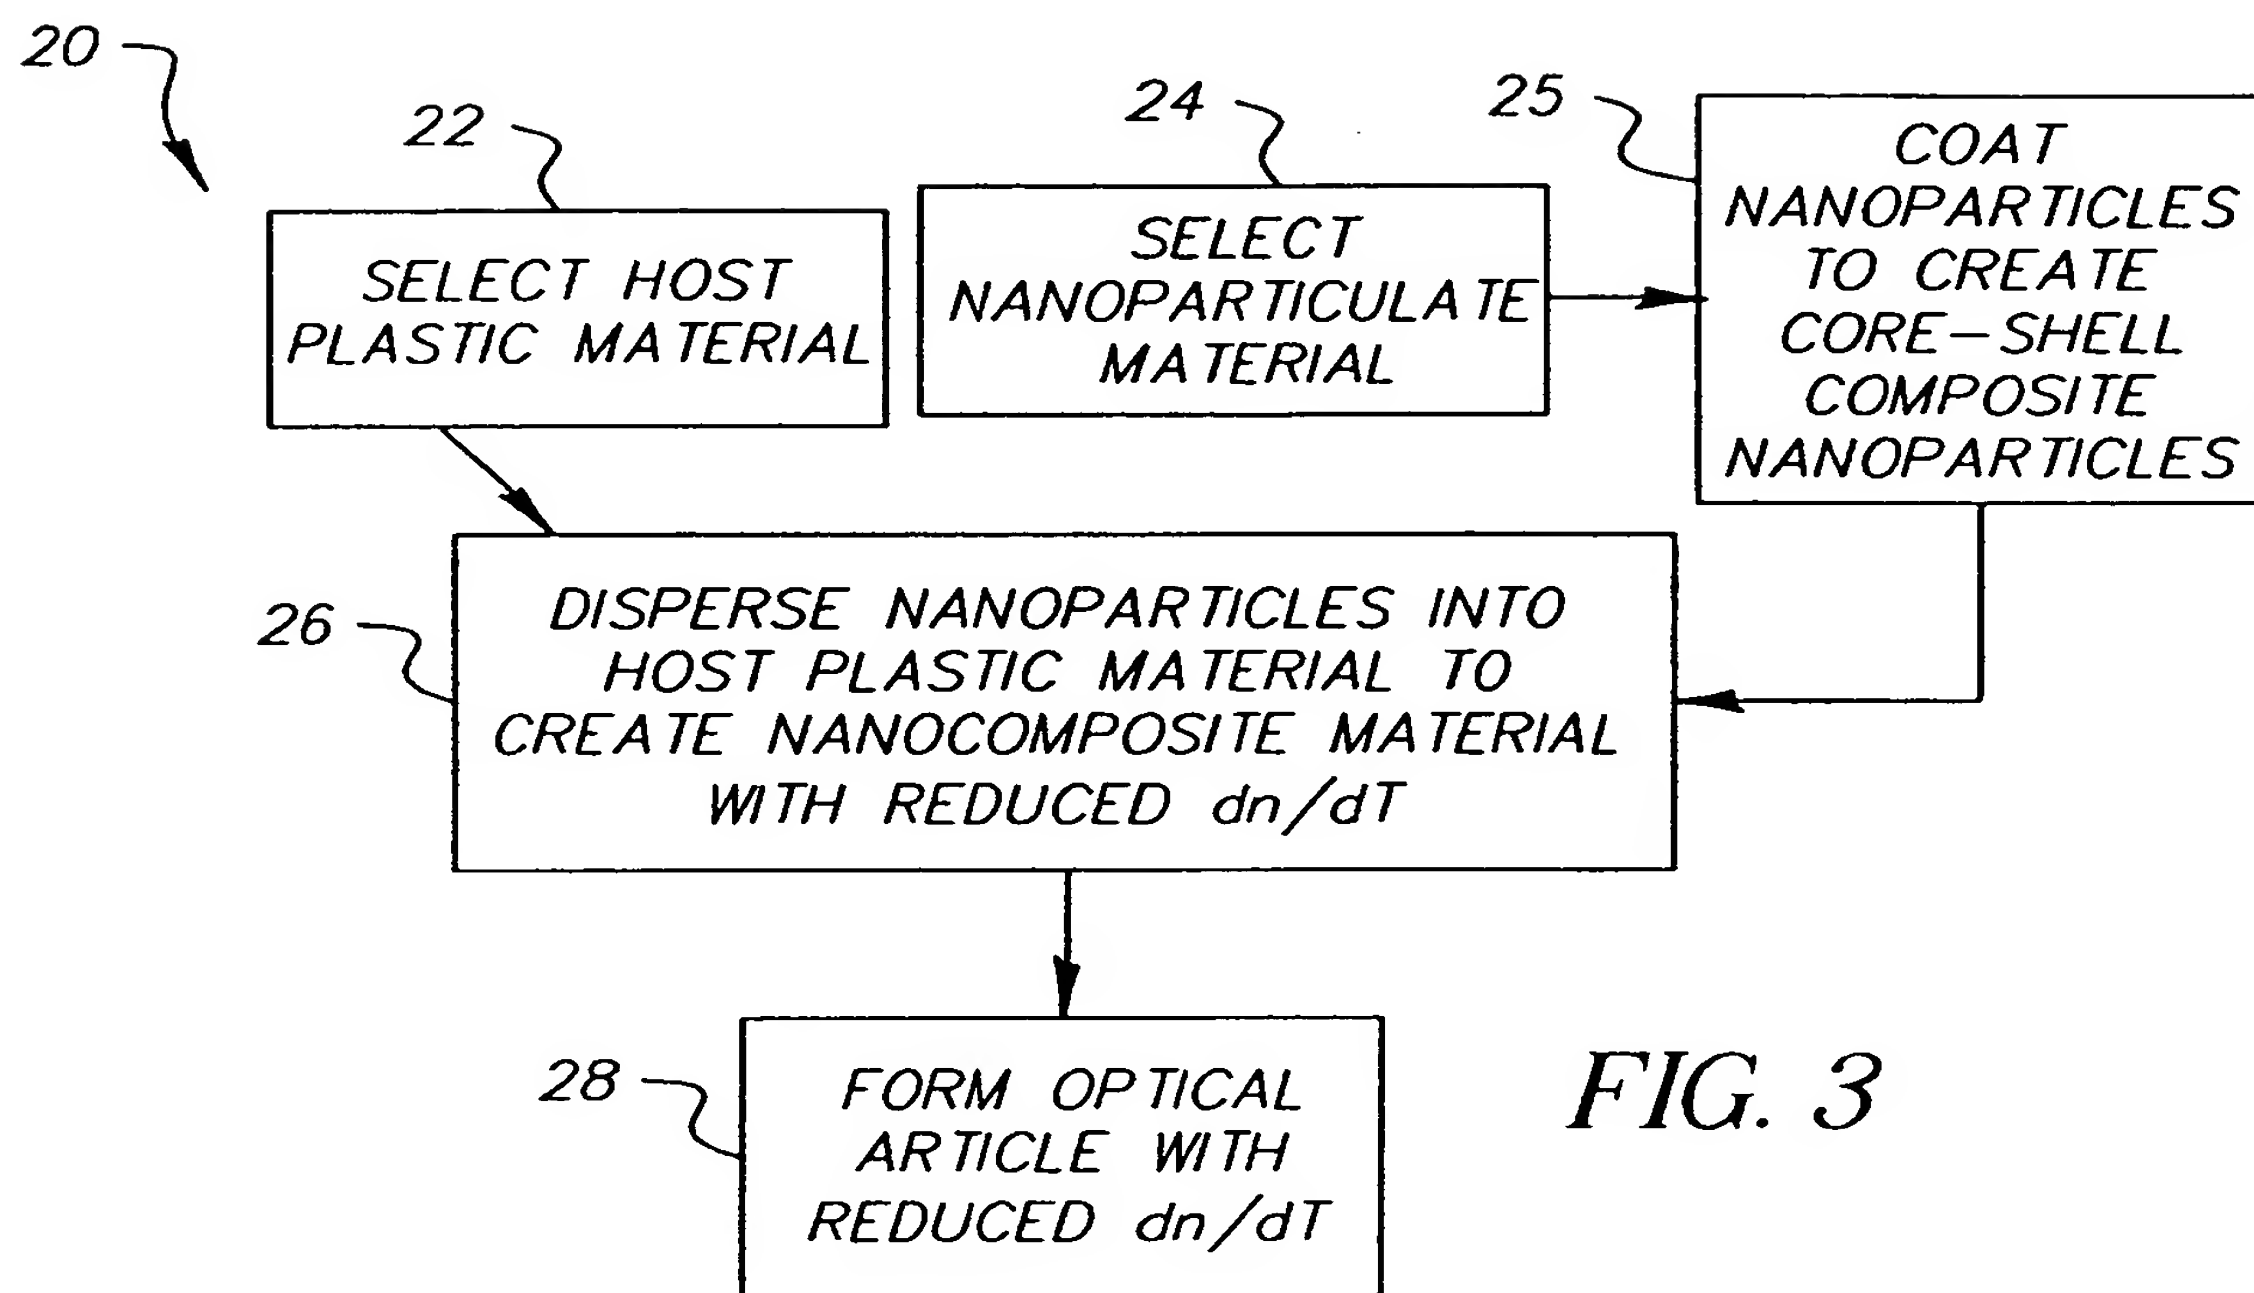 20
22
SELECT HOST
PLASTIC MATERIAL
24
SELECT
NANOPARTICULATE
MATERIAL
25
COAT
NANOPARTICLES
TO CREATE
CORE-SHELL
COMPOSITE
NANOPARTICLES
26
DISPERSE NANOPARTICLES INTO
HOST PLASTIC MATERIAL TO
CREATE NANOCOMPOSITE MATERIAL
WITH REDUCED dn/dT
28
FORM OPTICAL
ARTICLE WITH
REDUCED dn/dT
FIG. 3